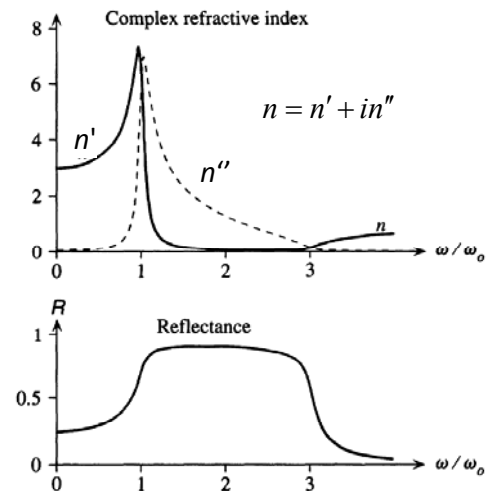 Complex refractive index
8
6
4
2
0
n = n' + in''
n'
n''
n
0 1 2 3
ω/ωo
R
Reflectance
1
0.5
0
0 1 2 3
ω/ωo